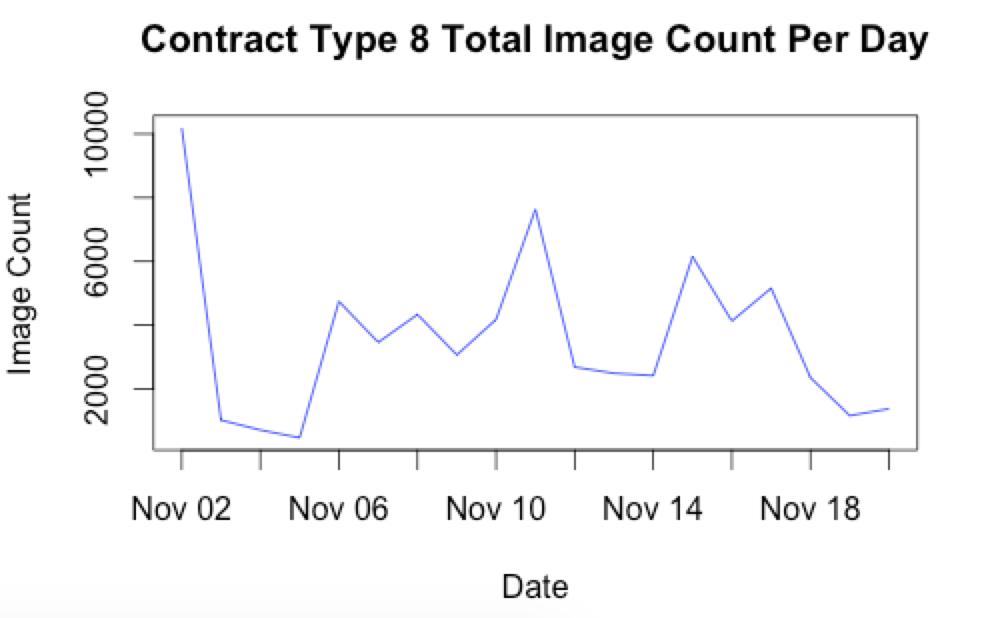 Contract Type 8 Total Image Count Per Day
Image Count
10000
6000
2000
Nov 02 Nov 06 Nov 10 Nov 14 Nov 18
Date